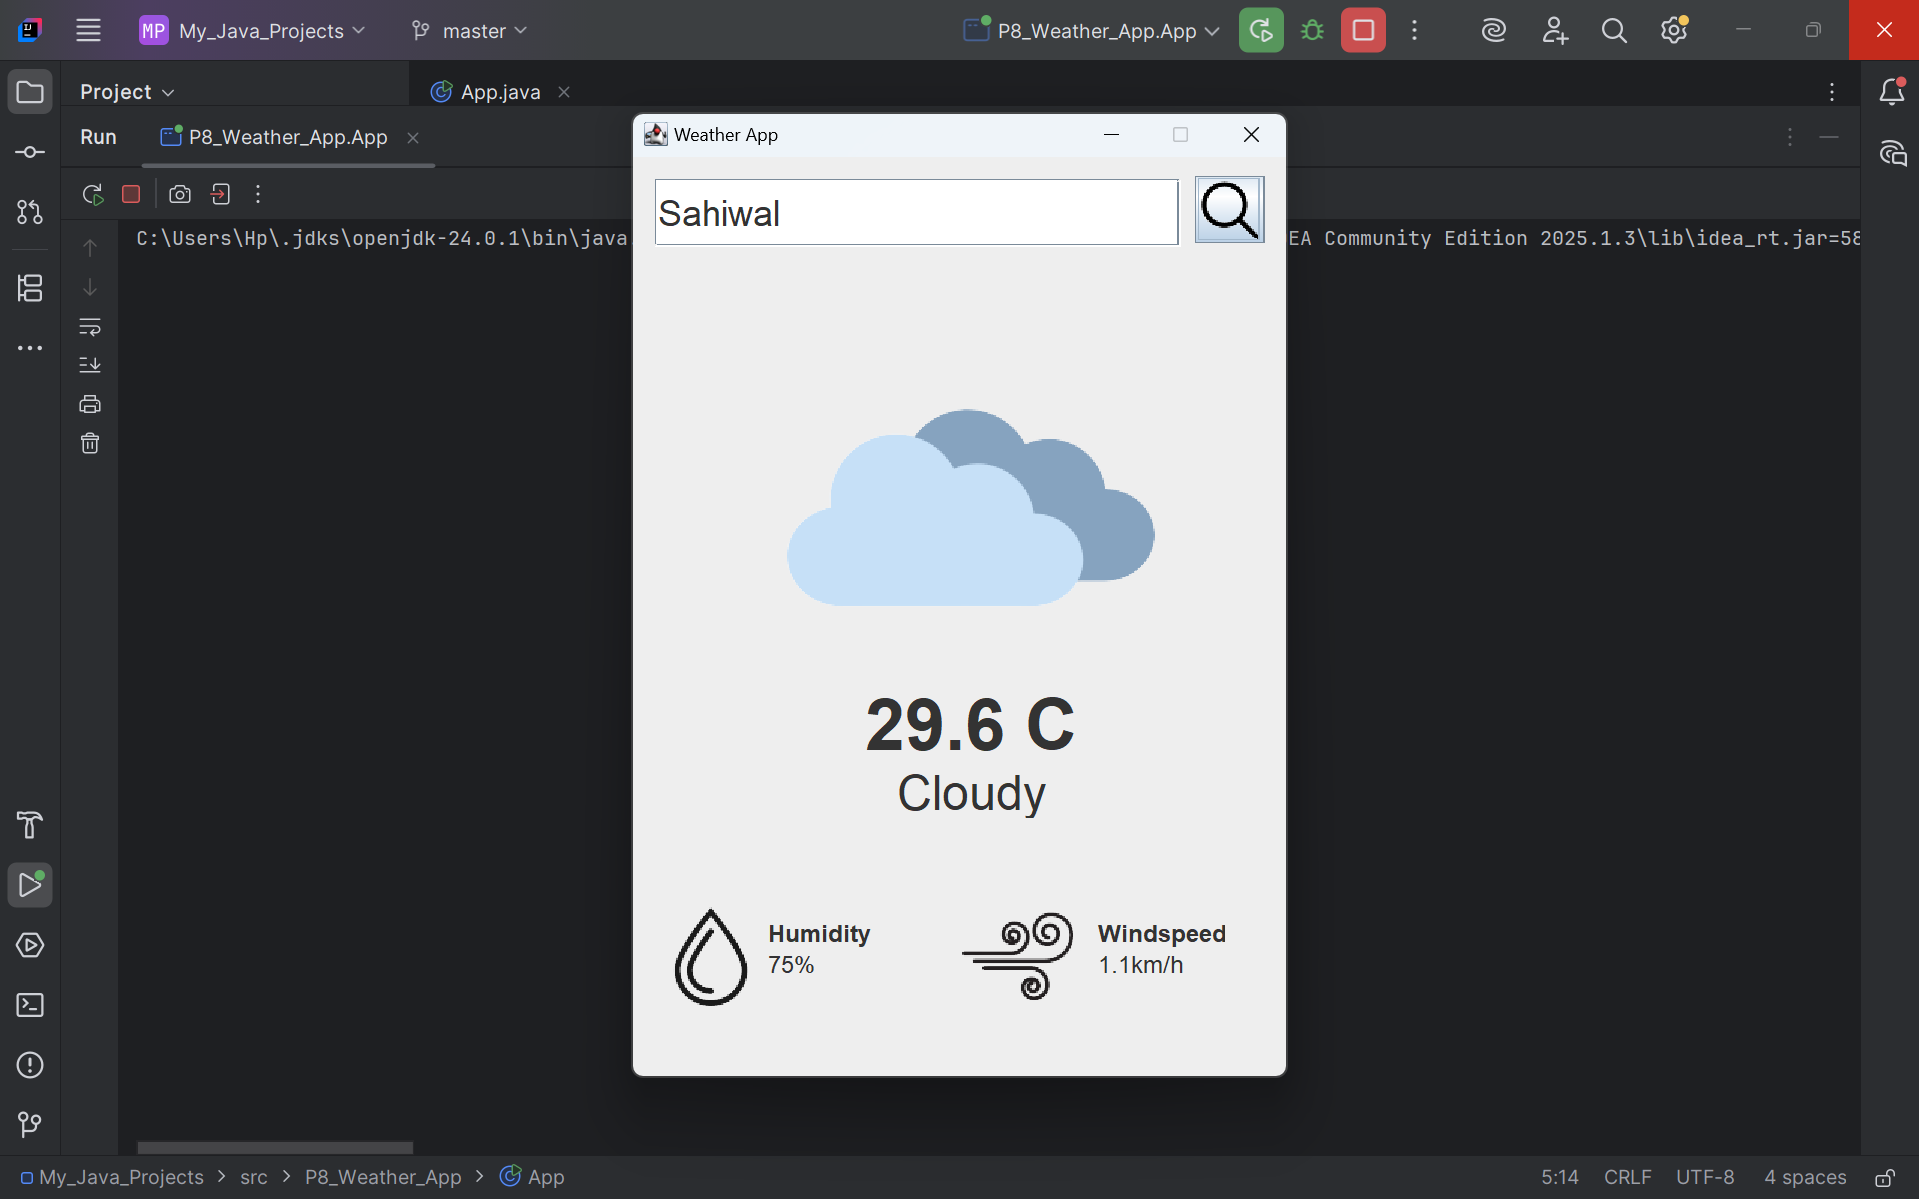 MP My_Java_Projects master P8_Weather_App.App
Project App.java
Run P8_Weather_App.App
Weather App
Sahiwal
C:\Users\Hp\.jdks\openjdk-24.0.1\bin\java EA Community Edition 2025.1.3\lib\idea_rt.jar=58
29.6 C
Cloudy
Humidity
75%
Windspeed
1.1km/h
My_Java_Projects > src > P8_Weather_App > App 5:14 CRLF UTF-8 4 spaces